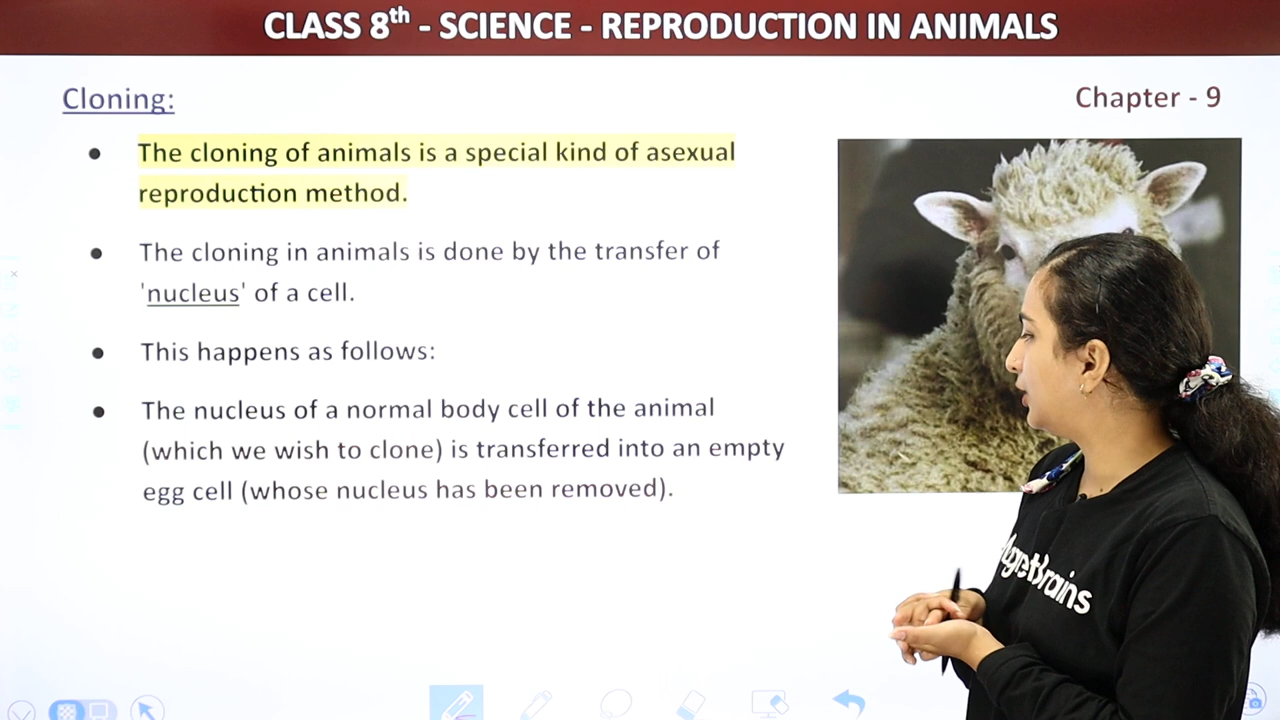 CLASS 8th - SCIENCE - REPRODUCTION IN ANIMALS
Cloning:
Chapter - 9
● The cloning of animals is a special kind of asexual
reproduction method.
● The cloning in animals is done by the transfer of
'nucleus' of a cell.
● This happens as follows:
● The nucleus of a normal body cell of the animal
(which we wish to clone) is transferred into an empty
egg cell (whose nucleus has been removed).